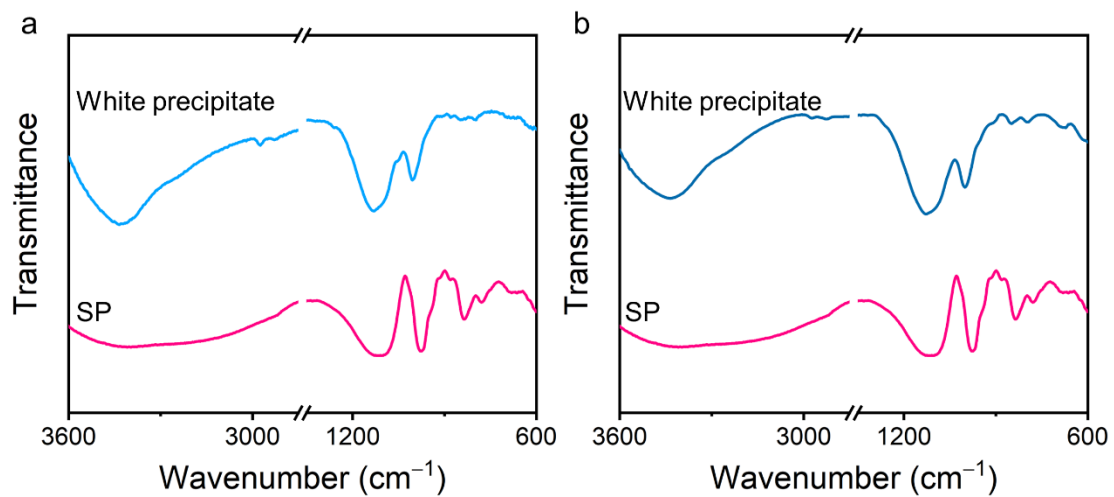 a
White precipitate
SP
Transmittance
3600
3000
1200
600
Wavenumber (cm⁻¹)
b
White precipitate
SP
Transmittance
3600
3000
1200
600
Wavenumber (cm⁻¹)